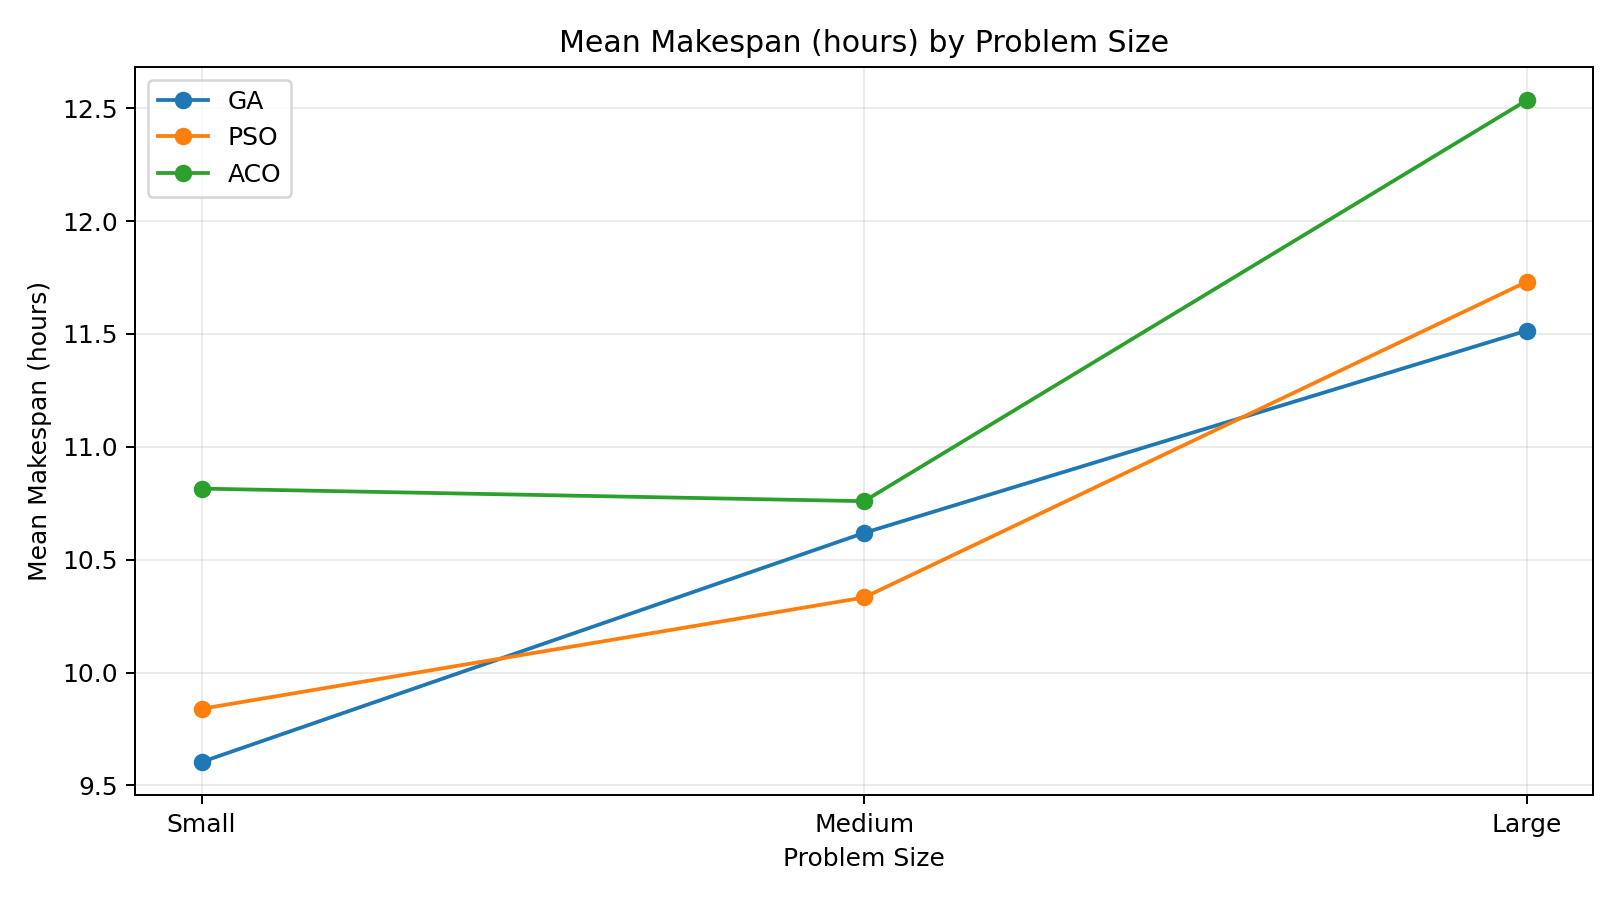 Mean Makespan (hours) by Problem Size
GA
PSO
ACO
Mean Makespan (hours)
12.5
12.0
11.5
11.0
10.5
10.0
9.5
Small
Medium
Large
Problem Size